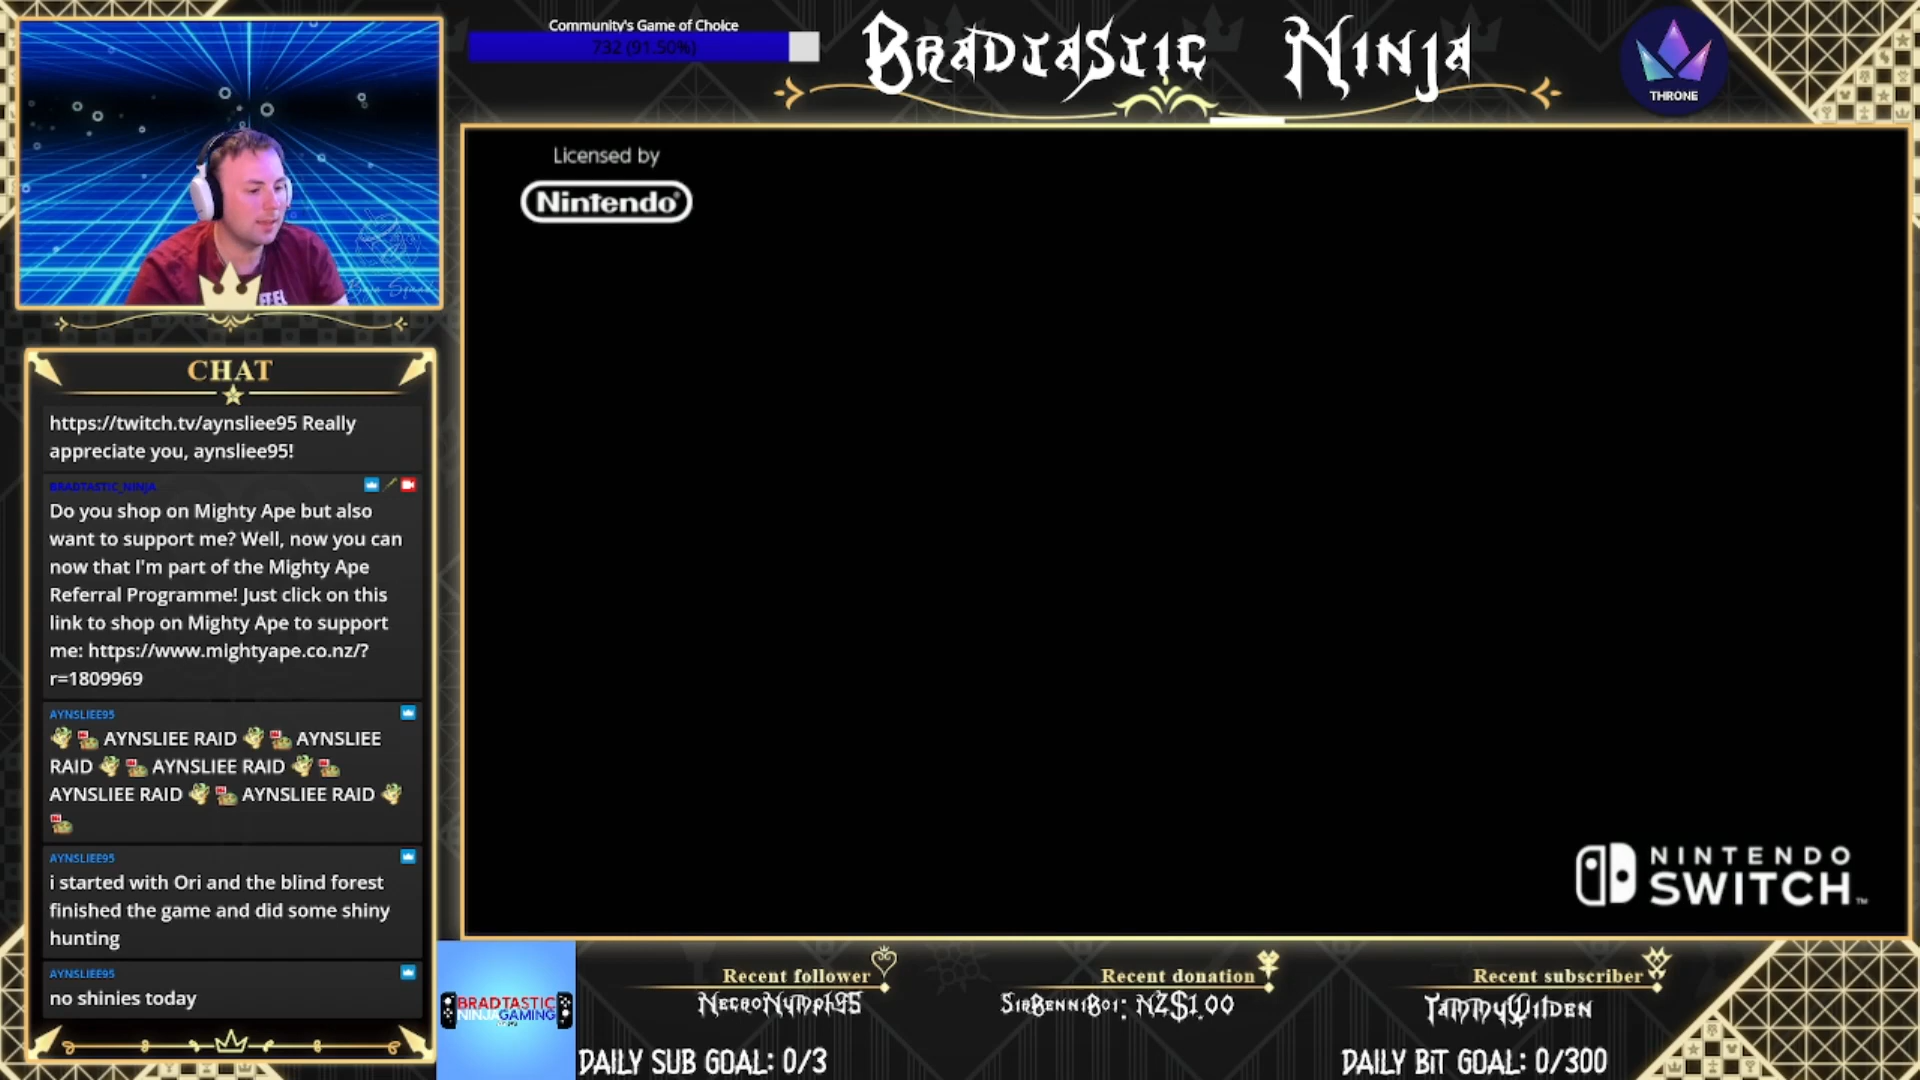 Community's Game of Choice
732 (91.50%)
Bradtastic Ninja
THRONE
Licensed by
Nintendo
CHAT
https://twitch.tv/aynsliee95 Really
appreciate you, aynsliee95!
BRADTASTIC_NINJA
Do you shop on Mighty Ape but also
want to support me? Well, now you can
now that I'm part of the Mighty Ape
Referral Programme! Just click on this
link to shop on Mighty Ape to support
me: https://www.mightyape.co.nz/?
r=1809969
AYNSLIEE95
AYNSLIEE RAID AYNSLIEE
RAID AYNSLIEE RAID
AYNSLIEE RAID AYNSLIEE RAID
AYNSLIEE95
i started with Ori and the blind forest
finished the game and did some shiny
hunting
AYNSLIEE95
no shinies today
NINTENDO
SWITCH
BRADTASTIC
NINJAGAMING
Recent follower
NecroNymph95
Recent donation
SirBenniBoi: NZ$1.00
Recent subscriber
TammyWilden
DAILY SUB GOAL: 0/3
DAILY BIT GOAL: 0/300